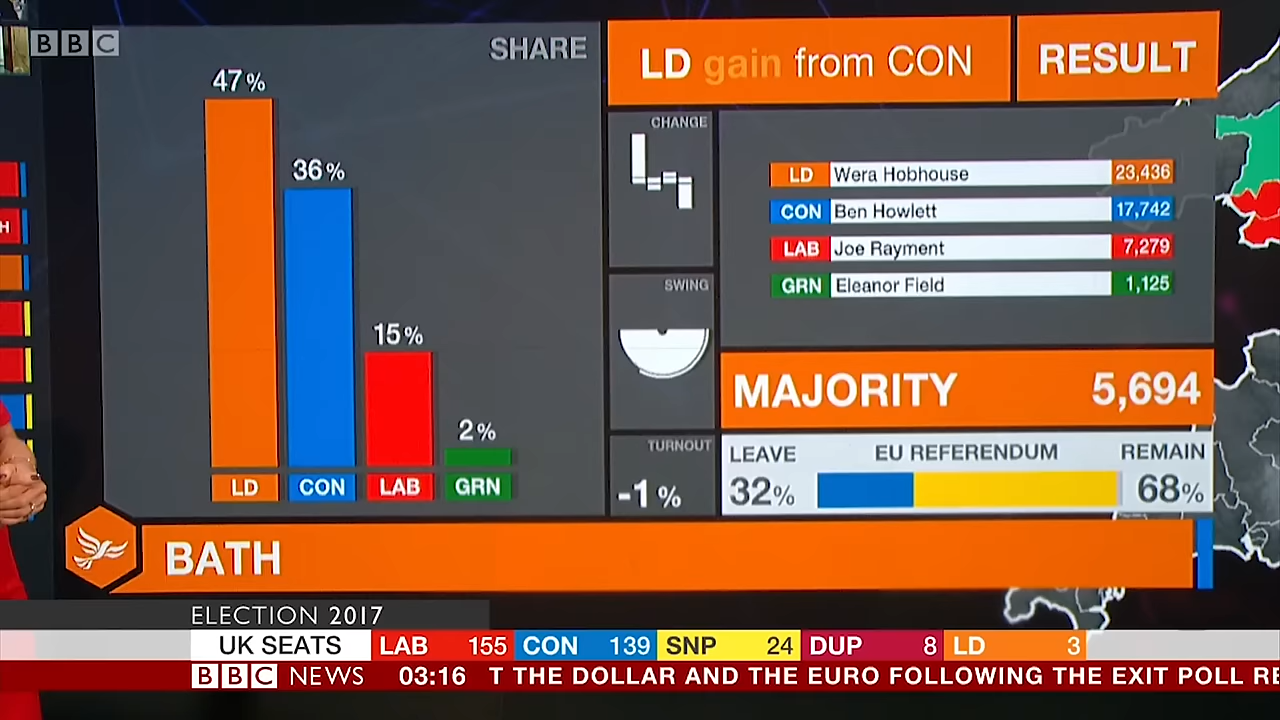 BBC
SHARE
47%
36%
15%
2%
LD
CON
LAB
GRN
LD gain from CON
RESULT
CHANGE
SWING
TURNOUT
-1%
LD Wera Hobhouse 23,436
CON Ben Howlett 17,742
LAB Joe Rayment 7,279
GRN Eleanor Field 1,125
MAJORITY 5,694
LEAVE EU REFERENDUM REMAIN
32% 68%
BATH
H
ELECTION 2017
UK SEATS LAB 155 CON 139 SNP 24 DUP 8 LD 3
BBC NEWS 03:16 T THE DOLLAR AND THE EURO FOLLOWING THE EXIT POLL RE